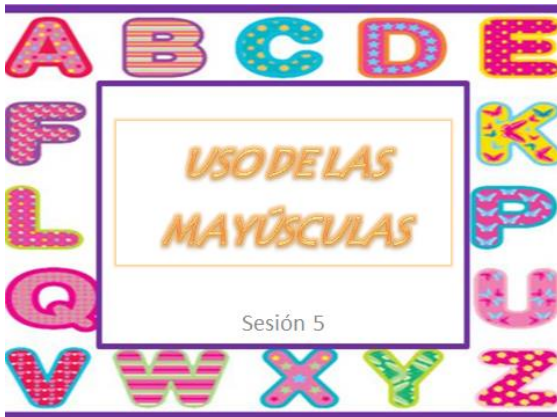 A B C D E
F K
L P
Q U
V W X Y Z
USO DE LAS
MAYÚSCULAS
Sesión 5